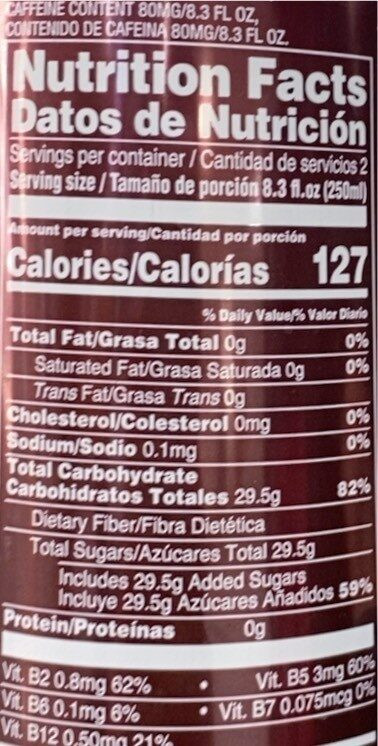 CAFFEINE CONTENT 80MG/8.3 FL OZ,
CONTENIDO DE CAFEINA 80MG/8.3 FL OZ.
Nutrition Facts
Datos de Nutrición
Servings per container / Cantidad de servicios 2
Serving size / Tamaño de porción 8.3 fl.oz (250ml)
Amount per serving/Cantidad por porción
Calories/Calorías 127
% Daily Value/% Valor Diario
Total Fat/Grasa Total 0g 0%
Saturated Fat/Grasa Saturada 0g 0%
Trans Fat/Grasa Trans 0g
Cholesterol/Colesterol 0mg 0%
Sodium/Sodio 0.1mg 0%
Total Carbohydrate
Carbohidratos Totales 29.5g 82%
Dietary Fiber/Fibra Dietética
Total Sugars/Azúcares Total 29.5g
Includes 29.5g Added Sugars
Incluye 29.5g Azúcares Añadidos 59%
Protein/Proteínas 0g
Vit. B2 0.8mg 62% • Vit. B5 3mg 60%
Vit. B6 0.1mg 6% • Vit. B7 0.075mcg 0%
Vit. B12 0.50mg 21%